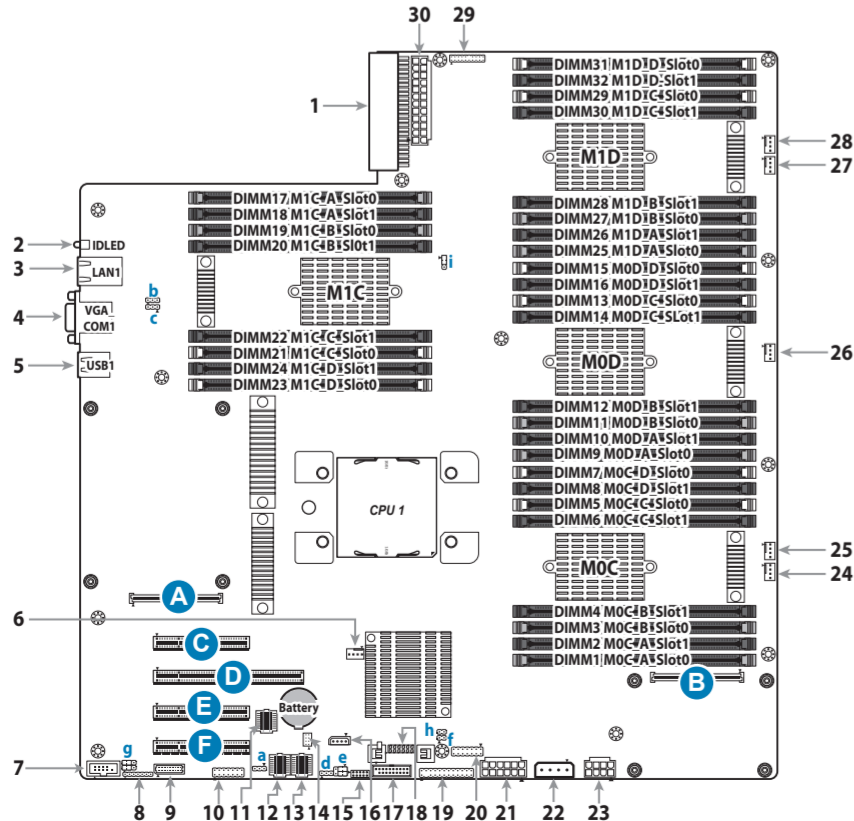 30 29
1
DIMM31 M1D D Slot0
DIMM32 M1D D Slot1
DIMM29 M1D C Slot0
DIMM30 M1D C Slot1
M1D
28
27
DIMM17 M1C A Slot0
DIMM18 M1C A Slot1
DIMM19 M1C B Slot0
DIMM20 M1C B Sl0t1
DIMM28 M1D B Slot1
DIMM27 M1D B Slot0
DIMM26 M1D A Slot1
DIMM25 M1D A Slot0
DIMM15 M0D D Slot0
DIMM16 M0D D Slot1
DIMM13 M0D C Slot0
DIMM14 M0D C SLot1
2 IDLED
3 LAN1
4 VGA
COM1
5 USB1
b
c
i
M1C
DIMM22 M1C C Slot1
DIMM21 M1C C Slot0
DIMM24 M1C D Slot1
DIMM23 M1C D Slot0
M0D
26
DIMM12 M0D B Slot1
DIMM11 M0D B Slot0
DIMM10 M0D A Slot1
DIMM9 M0D A Slot0
DIMM7 M0C D Slot0
DIMM8 M0C D Slot1
DIMM5 M0C C Slot0
DIMM6 M0C C Slot1
CPU 1
M0C
25
24
A
6
DIMM4 M0C B Slot1
DIMM3 M0C B Slot0
DIMM2 M0C A Slot1
DIMM1 M0C A Slot0
B
C
D
E
F
Battery
g
a
d
e
h
f
7
8 9 10 11 12 13 14 15 16 17 18 19 20 21 22 23